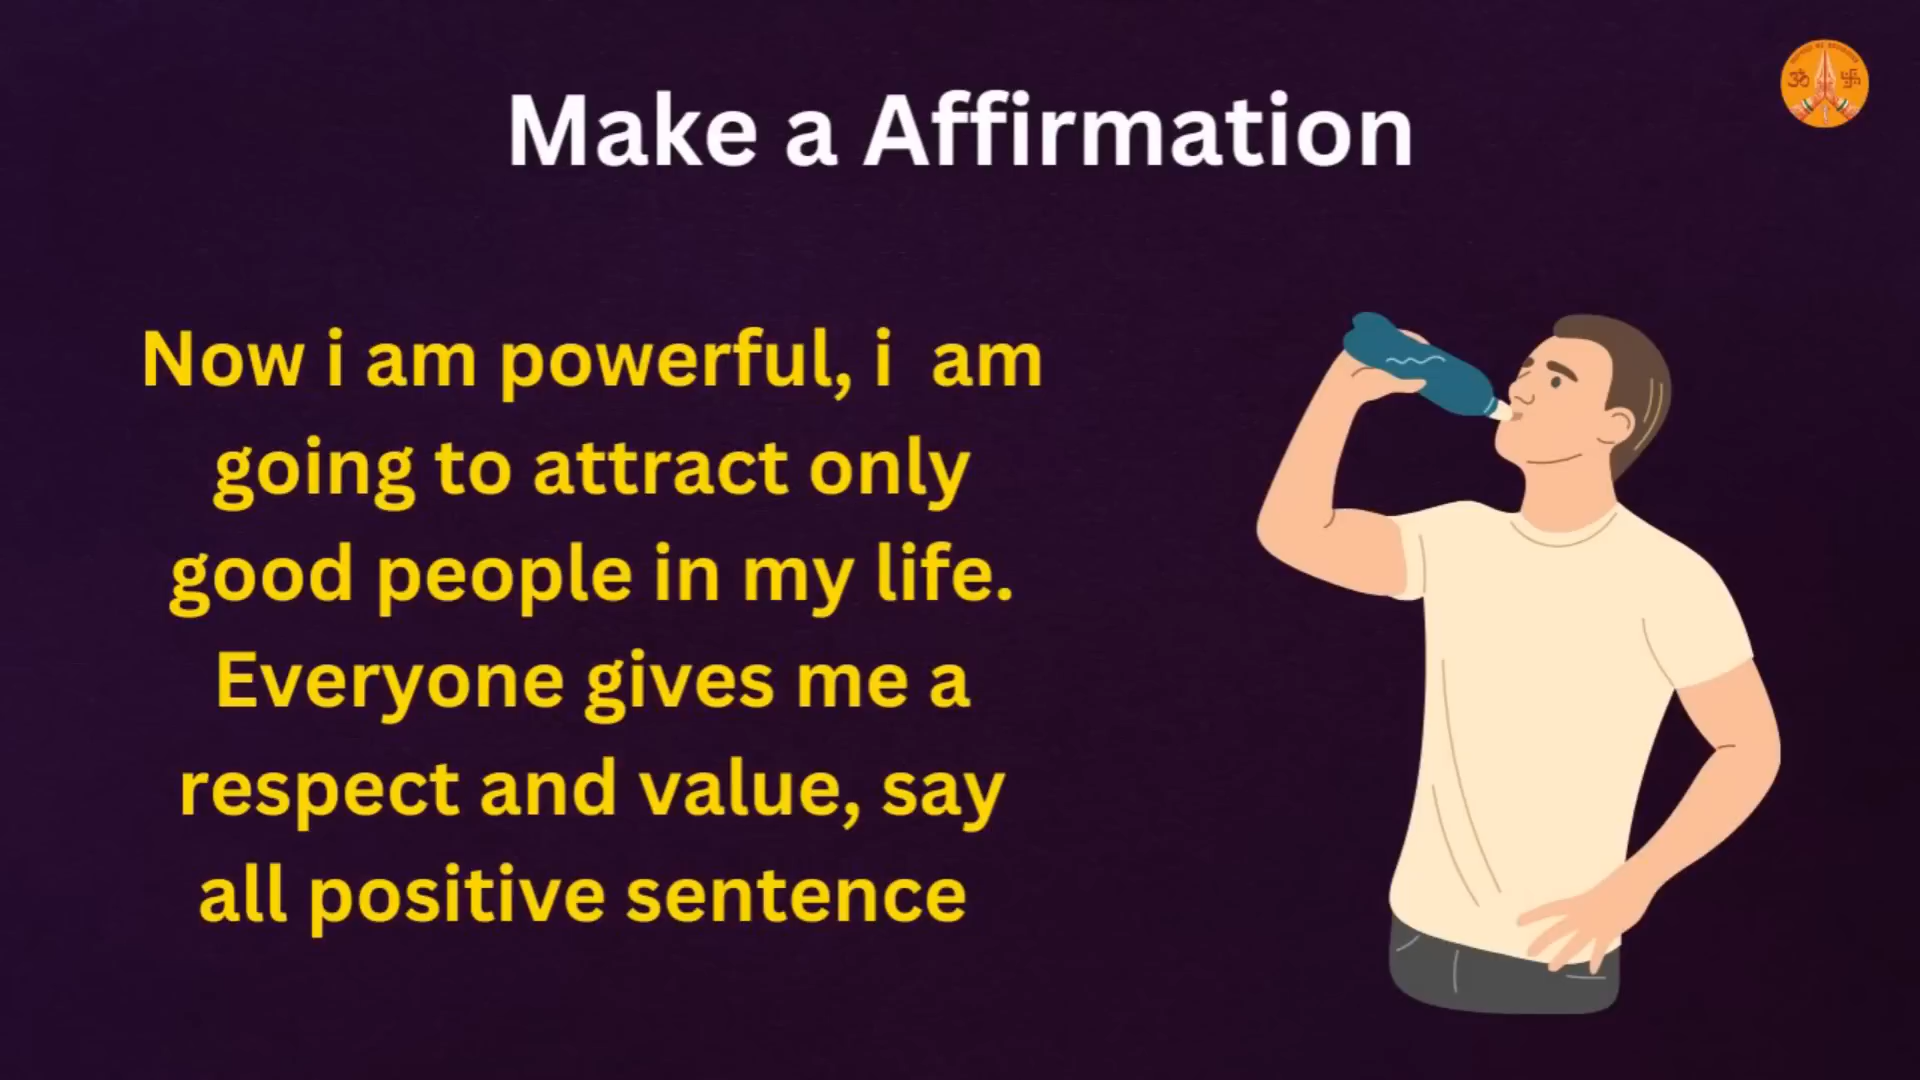 Make a Affirmation
Now i am powerful, i  am
going to attract only
good people in my life.
Everyone gives me a
respect and value, say
all positive sentence
ॐ